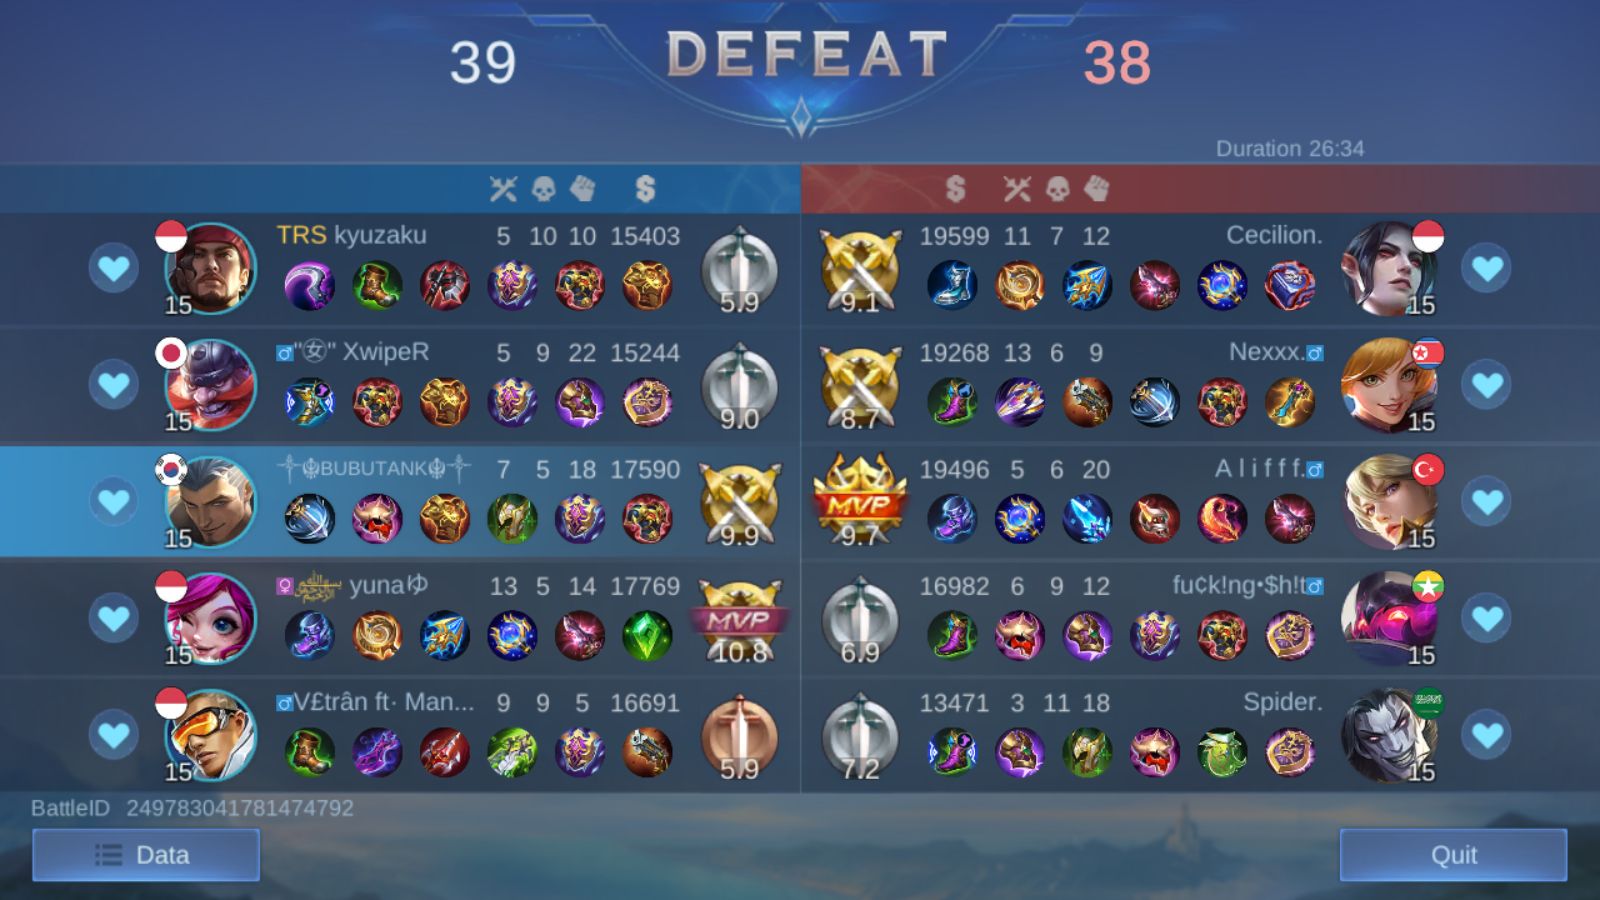 39 DEFEAT 38
Duration 26:34
TRS kyuzaku 5 10 10 15403 5.9
15
19599 11 7 12 Cecilion.
9.1 15
♂"㊛" XwipeR 5 9 22 15244 9.0
15
19268 13 6 9 Nexxx.♂
8.7 15
BUBUTANK 7 5 18 17590 9.9
15
MVP 19496 5 6 20 A l i f f f.♂
9.7 15
♀﷽ yunaゆ 13 5 14 17769 MVP 10.8
15
16982 6 9 12 fu¢k!ng•$h!t♂
6.9 15
♂V£trân ft· Man... 9 9 5 16691 5.9
15
13471 3 11 18 Spider.
7.2 15
BattleID 249783041781474792
Data
Quit